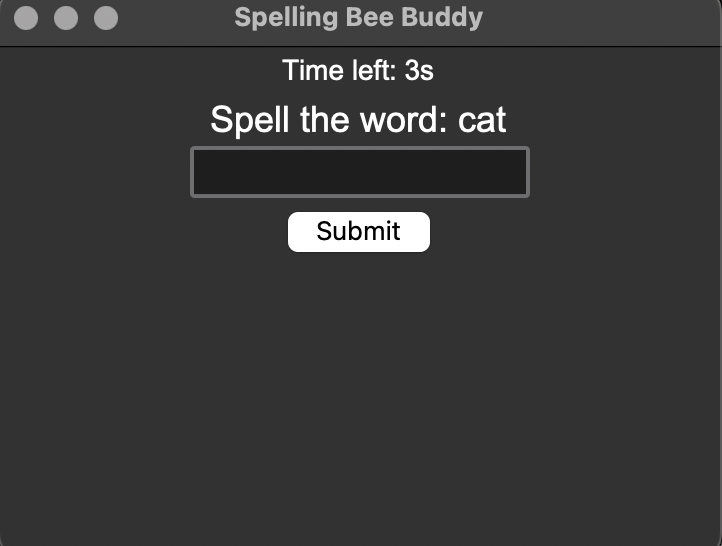 Spelling Bee Buddy
Time left: 3s
Spell the word: cat
Submit